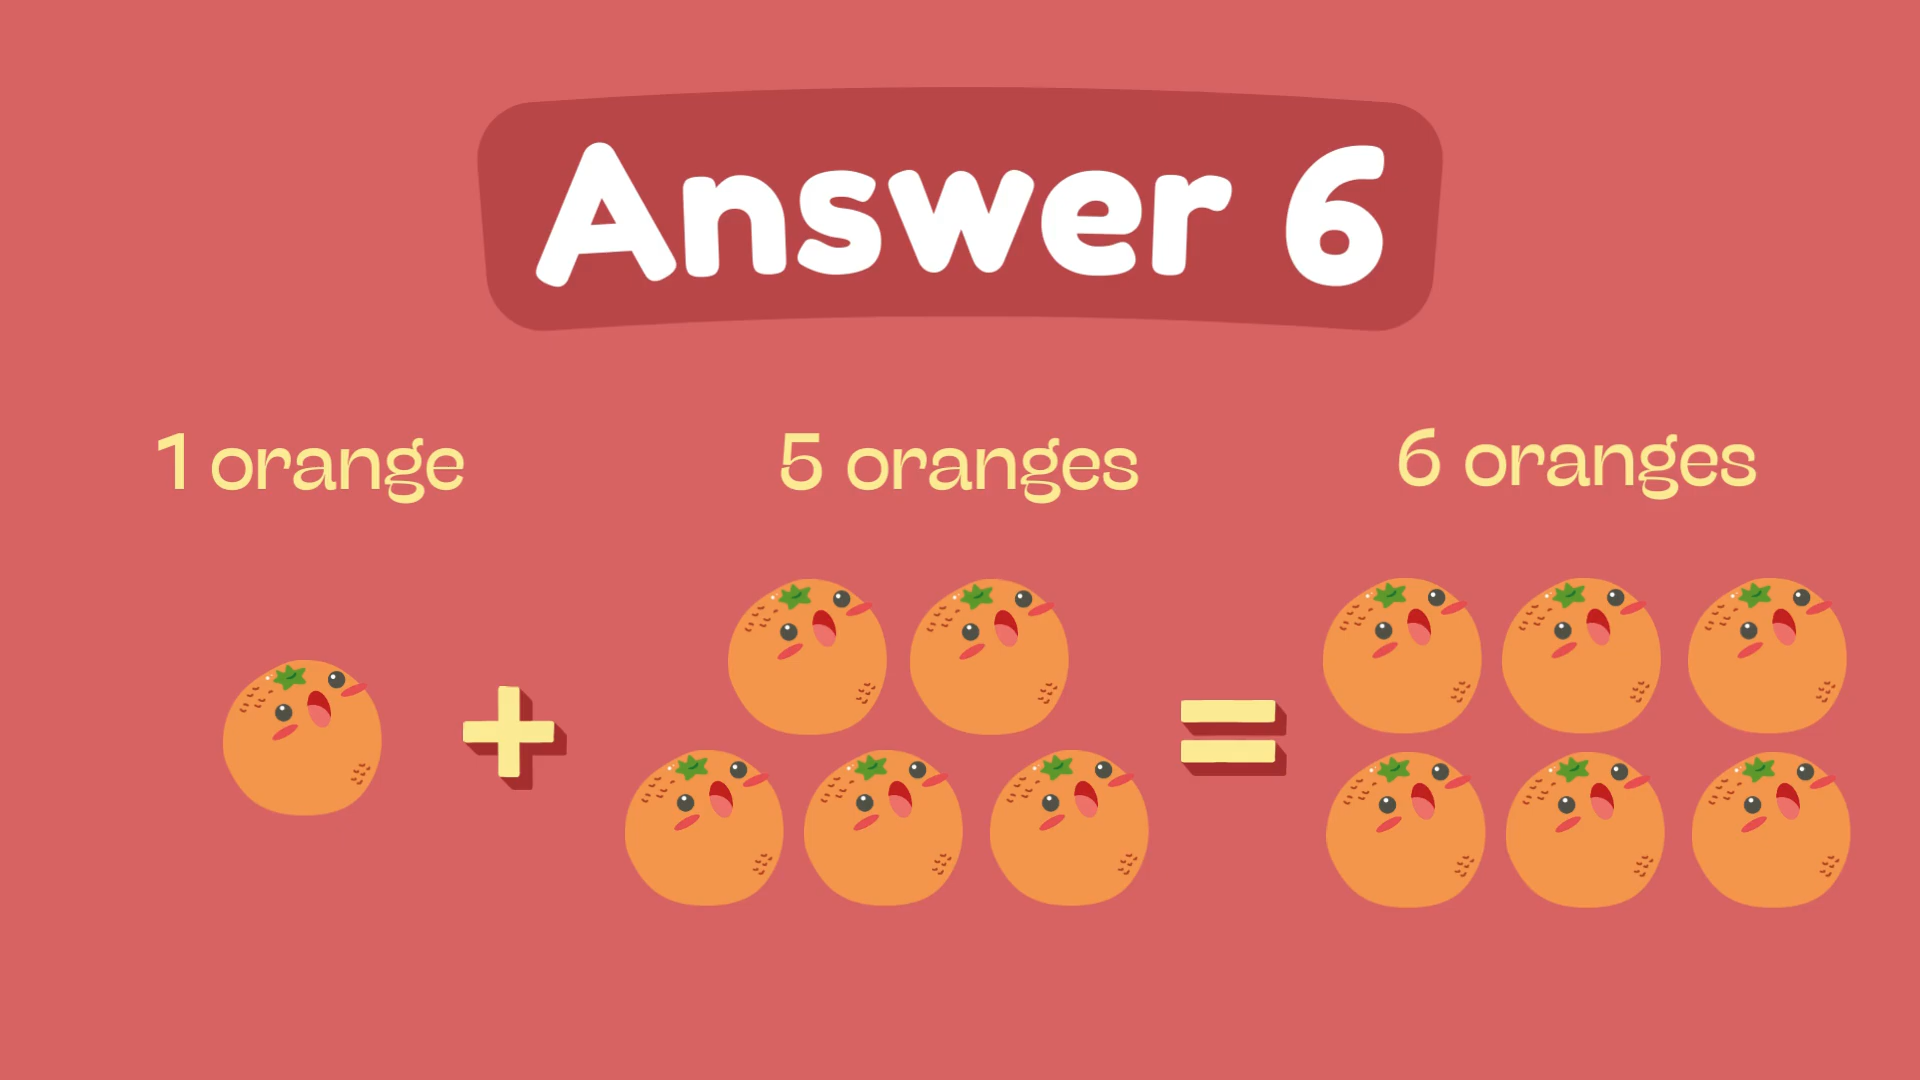 Answer 6
1 orange
5 oranges
6 oranges
+
=